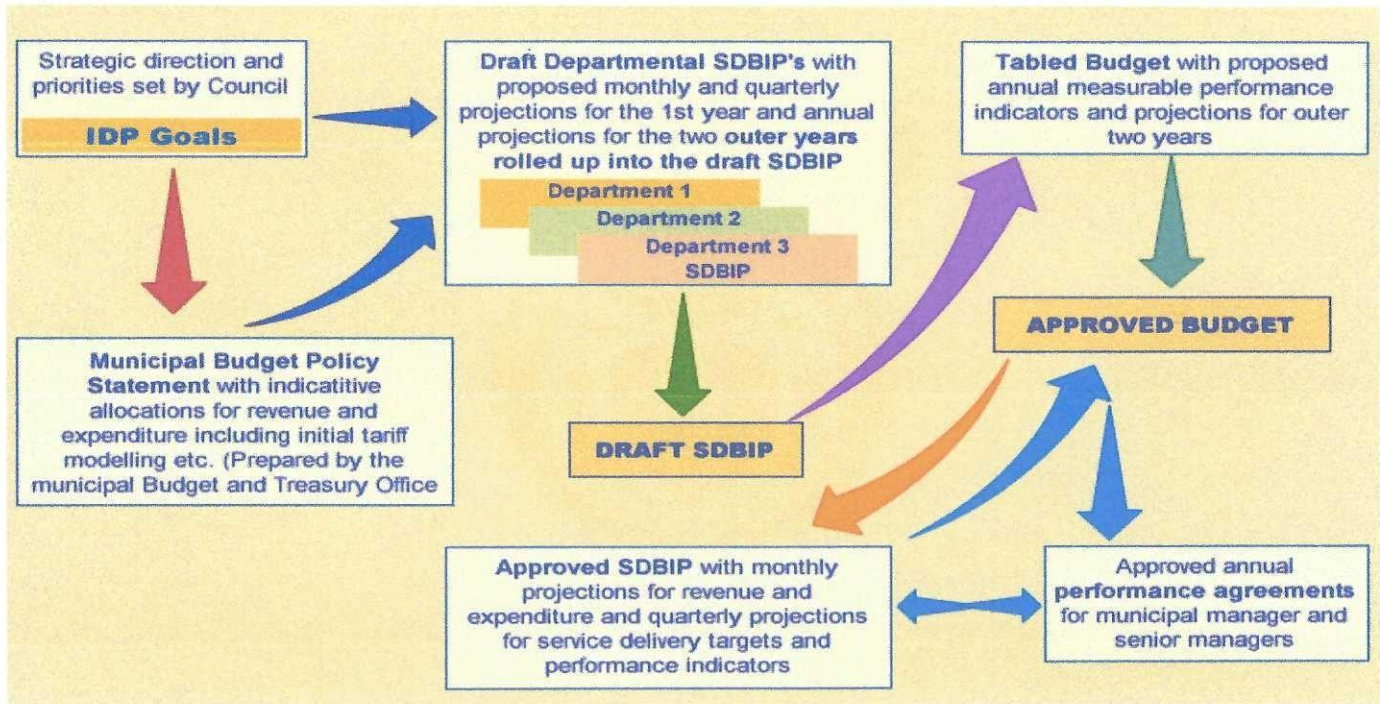 Strategic direction and
priorities set by Council
IDP Goals
Draft Departmental SDBIP's with
proposed monthly and quarterly
projections for the 1st year and annual
projections for the two outer years
rolled up into the draft SDBIP
Department 1
Department 2
Department 3
SDBIP
Tabled Budget with proposed
annual measurable performance
indicators and projections for outer
two years
Municipal Budget Policy
Statement with indicatitive
allocations for revenue and
expenditure including initial tariff
modelling etc. (Prepared by the
municipal Budget and Treasury Office
DRAFT SDBIP
APPROVED BUDGET
Approved SDBIP with monthly
projections for revenue and
expenditure and quarterly projections
for service delivery targets and
performance indicators
Approved annual
performance agreements
for municipal manager and
senior managers